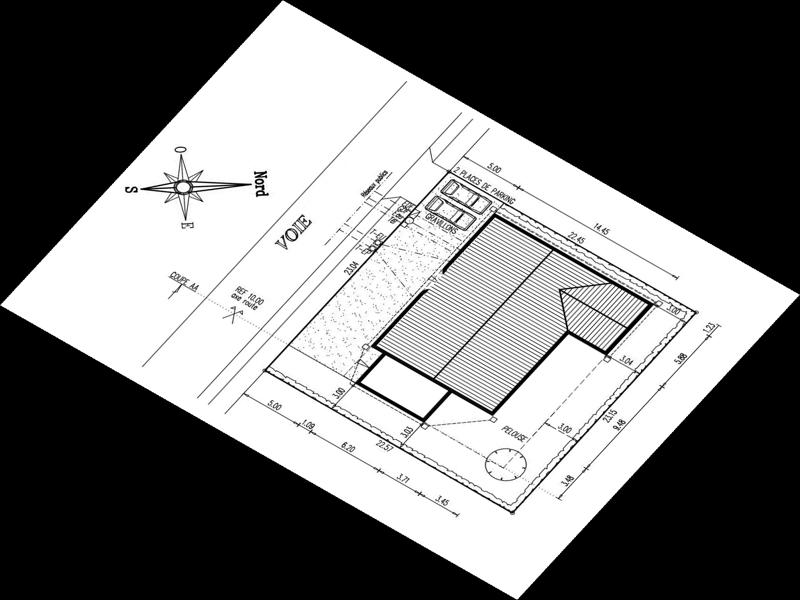 O
S
Nord
E
VOIE
Réseaux publics
COUPE AA
REF 10.00
axe route
2 PLACES DE PARKING
GRAVILLONS
5.00
14.45
22.45
23.04
3.00
1.23
3.04
5.88
3.00
23.15
9.48
3.00
PELOUSE
3.48
5.00
1.09
6.20
22.57
3.03
3.71
3.45